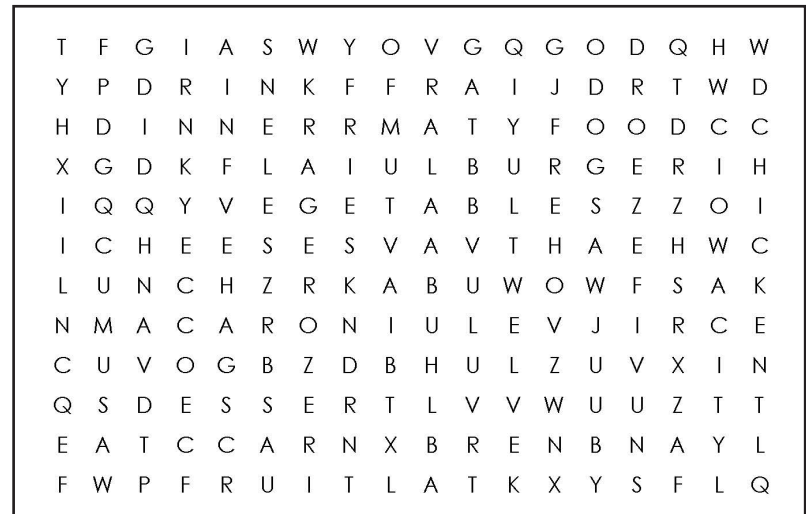 T F G I A S W Y O V G Q G O D Q H W
Y P D R I N K F F R A I J D R T W D
H D I N N E R R M A T Y F O O D C C
X G D K F L A I U L B U R G E R I H
I Q Q Y V E G E T A B L E S Z Z O I
I C H E E S E S V A V T H A E H W C
L U N C H Z R K A B U W O W F S A K
N M A C A R O N I U L E V J I R C E
C U V O G B Z D B H U L Z U V X I N
Q S D E S S E R T L V V W U U Z T T
E A T C C A R N X B R E N B N A Y L
F W P F R U I T L A T K X Y S F L Q